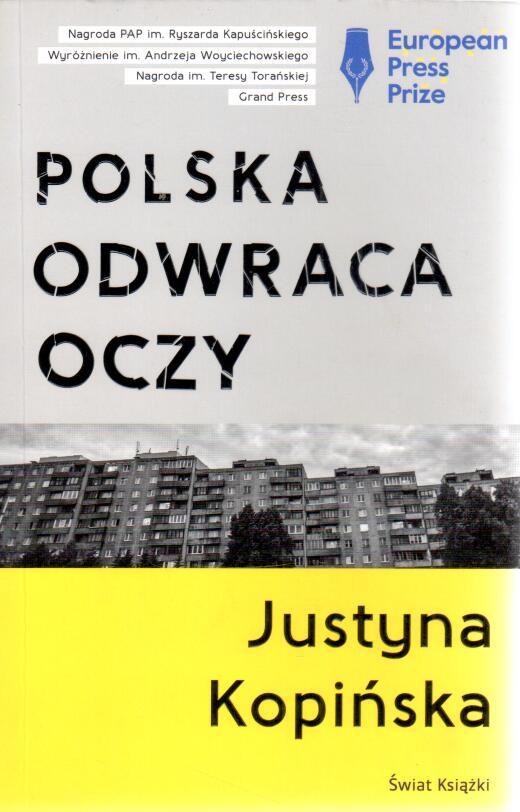 Nagroda PAP im. Ryszarda Kapuścińskiego
Wyróżnienie im. Andrzeja Woyciechowskiego
Nagroda im. Teresy Torańskiej
Grand Press
European
Press
Prize
POLSKA
ODWRACA
OCZY
Justyna
Kopińska
Świat Książki